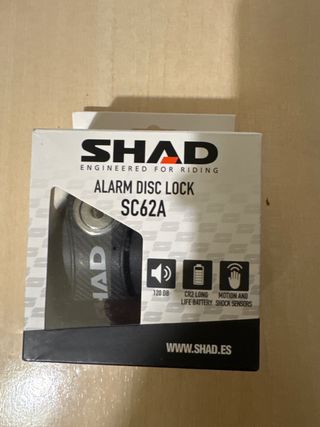 SHAD
ENGINEERED FOR RIDING
ALARM DISC LOCK
SC62A
SHAD
120 DB
CR2 LONG
LIFE BATTERY
MOTION AND
SHOCK SENSORS
WWW.SHAD.ES